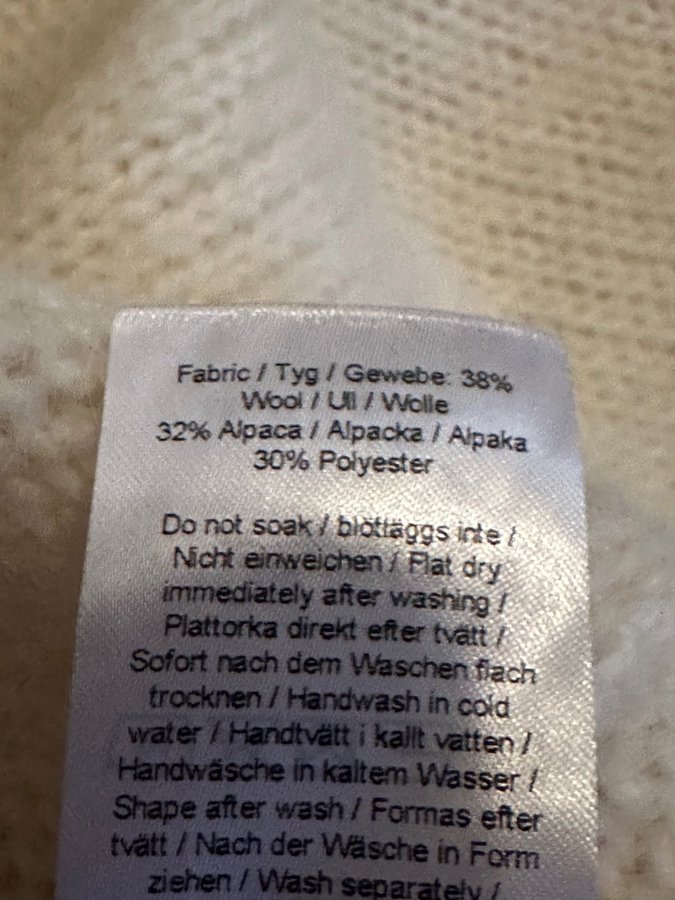 Fabric / Tyg / Gewebe: 38%
Wool / Ull / Wolle
32% Alpaca / Alpacka / Alpaka
30% Polyester
Do not soak / blötläggs inte /
Nicht einweichen / Flat dry
immediately after washing /
Plattorka direkt efter tvätt /
Sofort nach dem Waschen flach
trocknen / Handwash in cold
water / Handtvätt i kallt vatten /
Handwäsche in kaltem Wasser /
Shape after wash / Formas efter
tvätt / Nach der Wäsche in Form
ziehen / Wash separately /